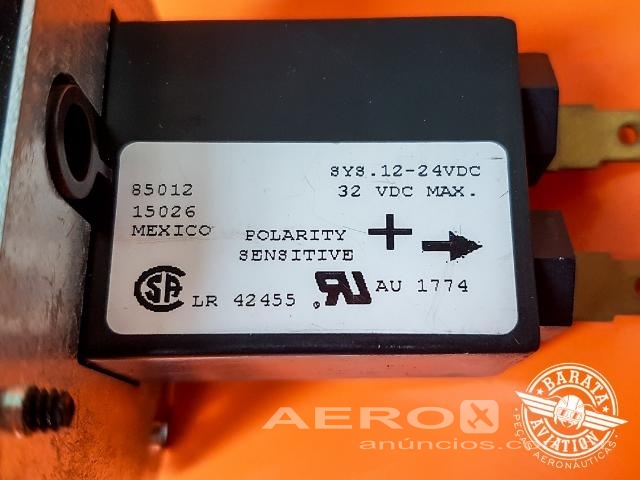 85012
15026
MEXICO
SYS.12-24VDC
32 VDC MAX.
POLARITY
SENSITIVE
+
SA
LR 42455
AU 1774
AERO X
anúncios.c
BARATA
AVIATION
PEÇAS AERONÁUTICAS